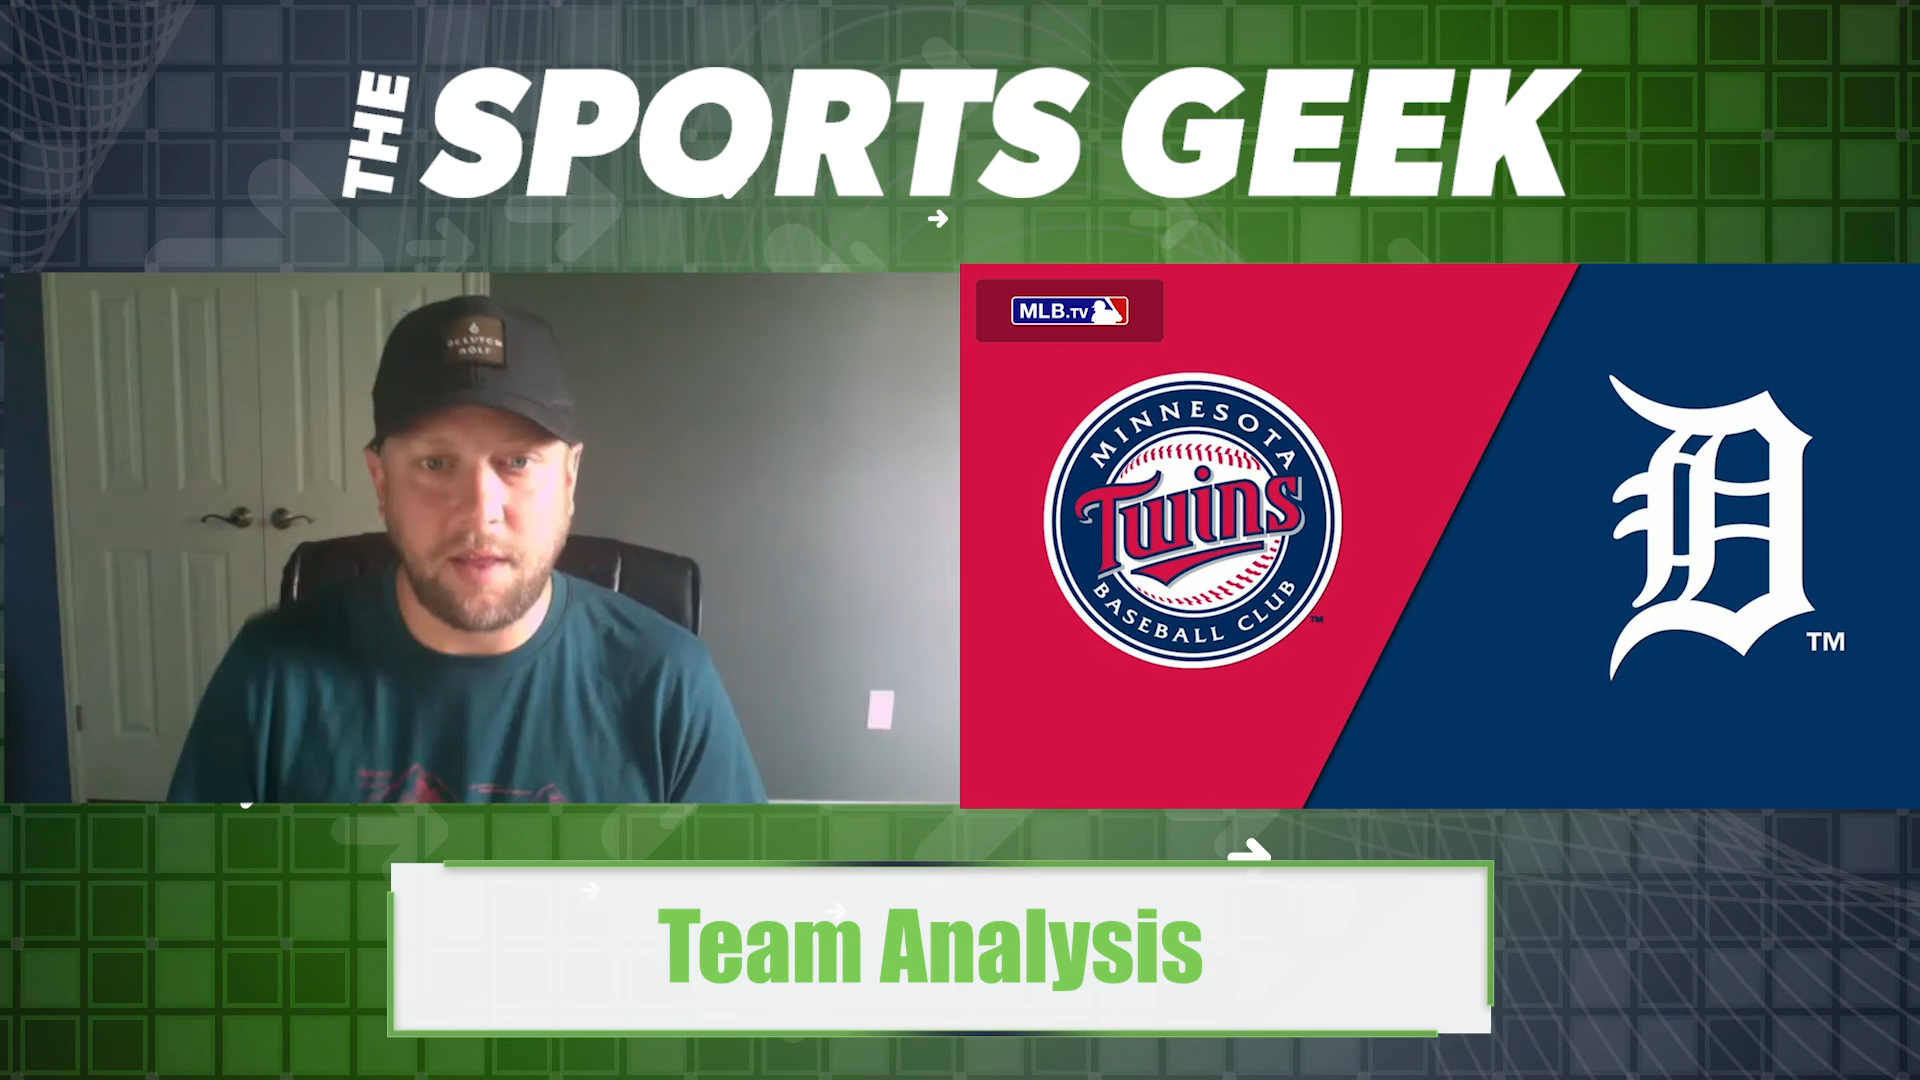 THE SPORTS GEEK
MLB.TV
MINNESOTA
Twins
BASEBALL CLUB
TM
D
TM
Team Analysis